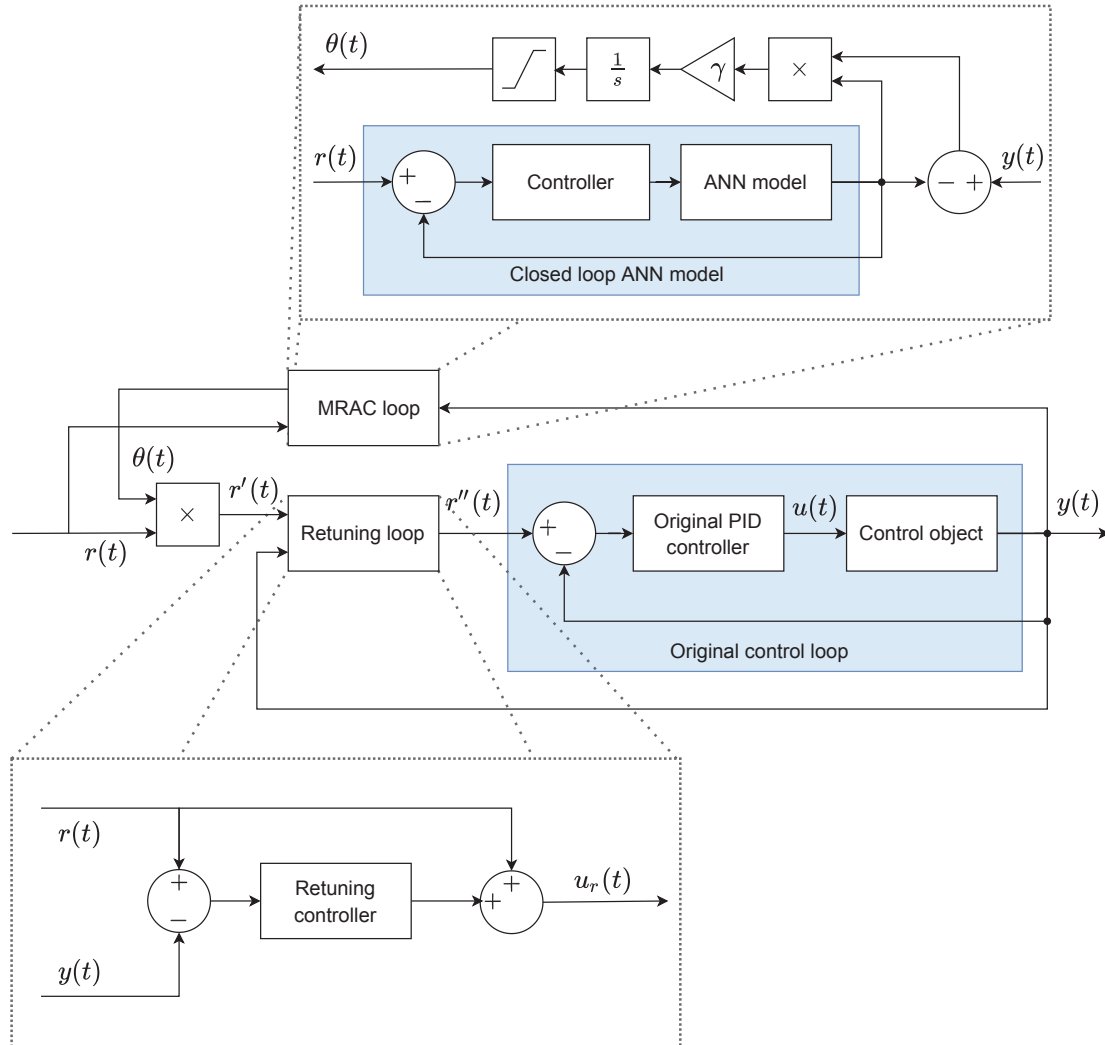 θ(t)
1
s
γ
×
r(t)
+
−
Controller
ANN model
− +
y(t)
Closed loop ANN model
MRAC loop
θ(t)
×
r'(t)
r(t)
Retuning loop
r''(t)
+
−
Original PID
controller
u(t)
Control object
y(t)
Original control loop
r(t)
+
−
Retuning
controller
+
+
u_r(t)
y(t)